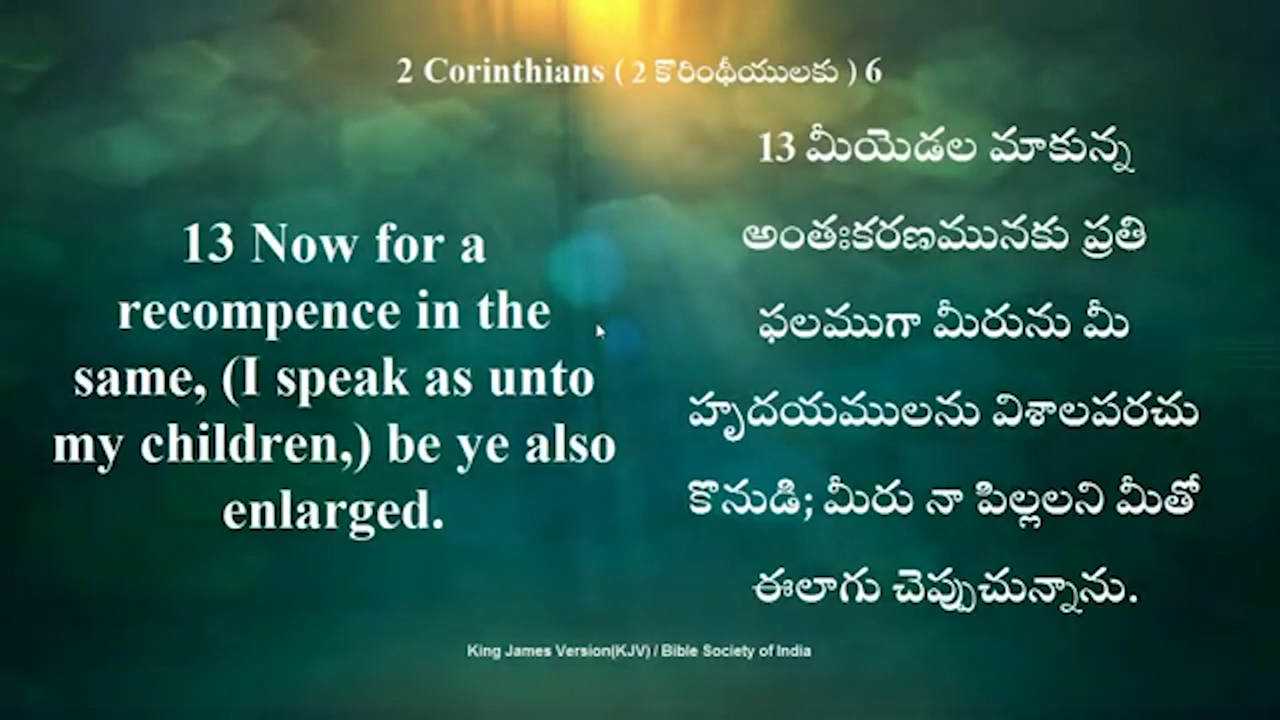 2 Corinthians ( 2 కొరింథీయులకు ) 6
13 Now for a
recompence in the
same, (I speak as unto
my children,) be ye also
enlarged.
13 మీయెడల మాకున్న
అంతఃకరణమునకు ప్రతి
ఫలముగా మీరును మీ
హృదయములను విశాలపరచు
కొనుడి; మీరు నా పిల్లలని మీతో
ఈలాగు చెప్పుచున్నాను.
King James Version(KJV) / Bible Society of India